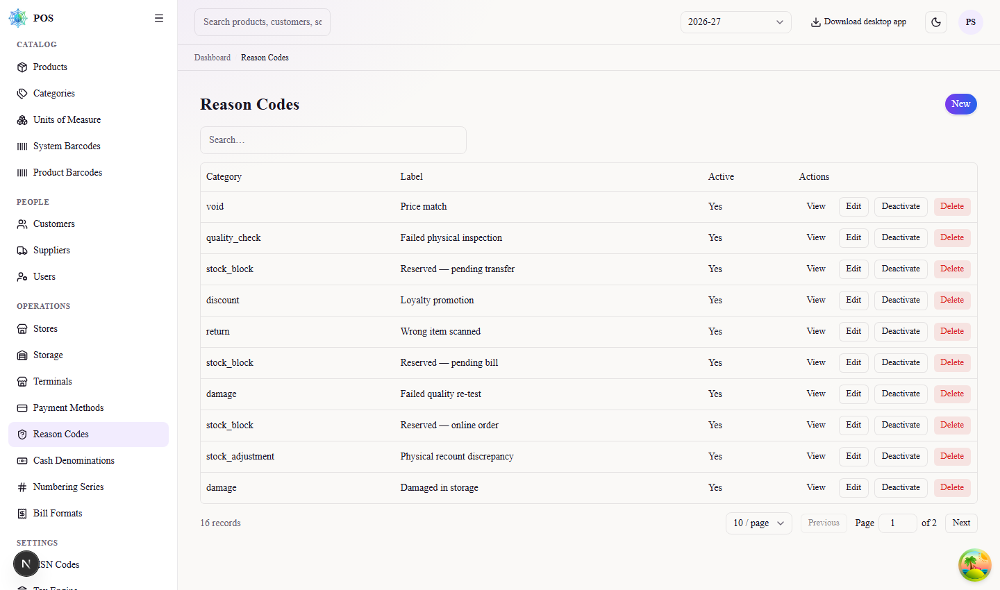 POS
Search products, customers, se
2026-27
Download desktop app
PS
CATALOG
Products
Categories
Units of Measure
System Barcodes
Product Barcodes
PEOPLE
Customers
Suppliers
Users
OPERATIONS
Stores
Storage
Terminals
Payment Methods
Reason Codes
Cash Denominations
Numbering Series
Bill Formats
SETTINGS
N
SN Codes
Dashboard Reason Codes
Reason Codes
New
Search…
Category Label Active Actions
void Price match Yes View Edit Deactivate Delete
quality_check Failed physical inspection Yes View Edit Deactivate Delete
stock_block Reserved — pending transfer Yes View Edit Deactivate Delete
discount Loyalty promotion Yes View Edit Deactivate Delete
return Wrong item scanned Yes View Edit Deactivate Delete
stock_block Reserved — pending bill Yes View Edit Deactivate Delete
damage Failed quality re-test Yes View Edit Deactivate Delete
stock_block Reserved — online order Yes View Edit Deactivate Delete
stock_adjustment Physical recount discrepancy Yes View Edit Deactivate Delete
damage Damaged in storage Yes View Edit Deactivate Delete
16 records 10 / page Previous Page 1 of 2 Next